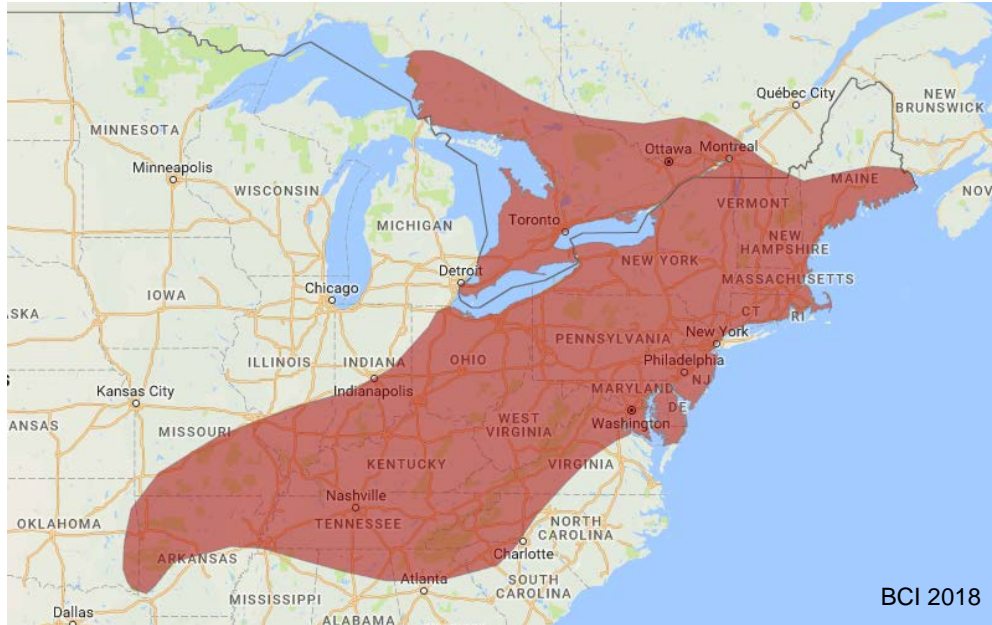 Québec City
NEW
BRUNSWICK
MINNESOTA
Ottawa
Montreal
Minneapolis
MAINE
NOV
WISCONSIN
VERMONT
MICHIGAN
Toronto
NEW
HAMPSHIRE
NEW YORK
Detroit
MASSACHUSETTS
Chicago
IOWA
CT
RI
ASKA
PENNSYLVANIA
New York
ILLINOIS
INDIANA
OHIO
Philadelphia
Indianapolis
MARYLAND
NJ
Kansas City
DE
WEST
VIRGINIA
Washington
ANSAS
MISSOURI
KENTUCKY
VIRGINIA
Nashville
OKLAHOMA
TENNESSEE
NORTH
CAROLINA
ARKANSAS
Charlotte
Atlanta
SOUTH
CAROLINA
MISSISSIPPI
BCI 2018
Dallas
ALABAMA